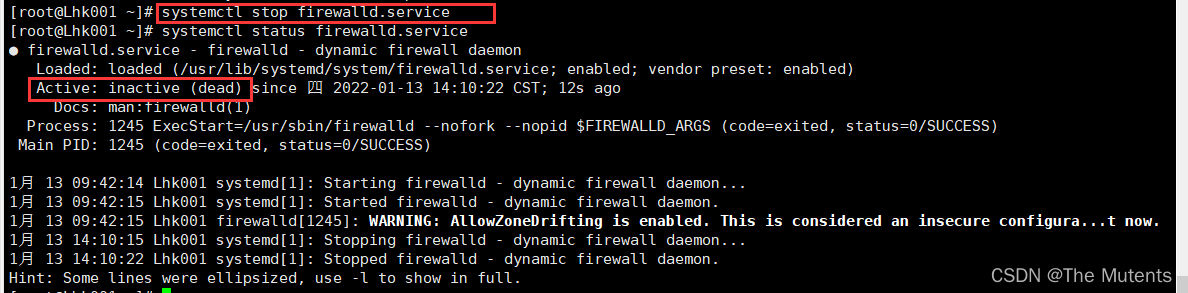 [root@Lhk001 ~]# systemctl stop firewalld.service
[root@Lhk001 ~]# systemctl status firewalld.service
● firewalld.service - firewalld - dynamic firewall daemon
Loaded: loaded (/usr/lib/systemd/system/firewalld.service; enabled; vendor preset: enabled)
Active: inactive (dead) since 四 2022-01-13 14:10:22 CST; 12s ago
Docs: man:firewalld(1)
Process: 1245 ExecStart=/usr/sbin/firewalld --nofork --nopid $FIREWALLD_ARGS (code=exited, status=0/SUCCESS)
Main PID: 1245 (code=exited, status=0/SUCCESS)
1月 13 09:42:14 Lhk001 systemd[1]: Starting firewalld - dynamic firewall daemon...
1月 13 09:42:15 Lhk001 systemd[1]: Started firewalld - dynamic firewall daemon.
1月 13 09:42:15 Lhk001 firewalld[1245]: WARNING: AllowZoneDrifting is enabled. This is considered an insecure configura...t now.
1月 13 14:10:15 Lhk001 systemd[1]: Stopping firewalld - dynamic firewall daemon...
1月 13 14:10:22 Lhk001 systemd[1]: Stopped firewalld - dynamic firewall daemon.
Hint: Some lines were ellipsized, use -l to show in full.
[root@Lhk001 ~]#
CSDN @The Mutents